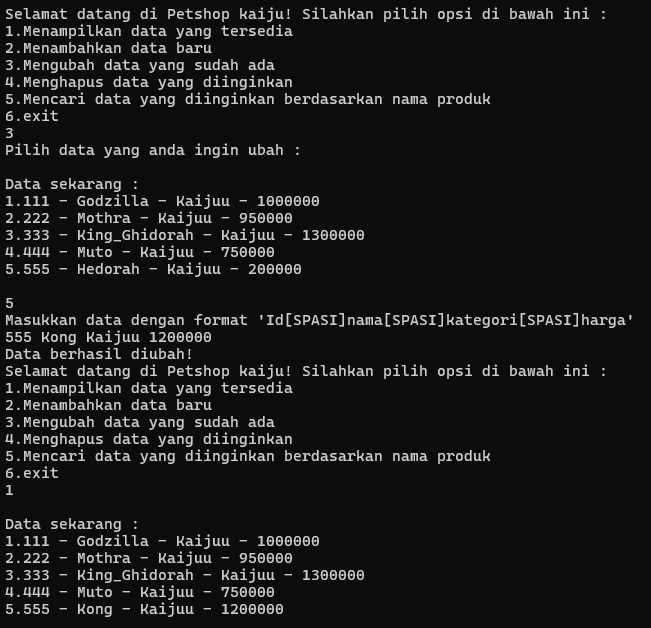 Selamat datang di Petshop kaiju! Silahkan pilih opsi di bawah ini :
1.Menampilkan data yang tersedia
2.Menambahkan data baru
3.Mengubah data yang sudah ada
4.Menghapus data yang diinginkan
5.Mencari data yang diinginkan berdasarkan nama produk
6.exit
3
Pilih data yang anda ingin ubah :

Data sekarang :
1.111 - Godzilla - Kaijuu - 1000000
2.222 - Mothra - Kaijuu - 950000
3.333 - King_Ghidorah - Kaijuu - 1300000
4.444 - Muto - Kaijuu - 750000
5.555 - Hedorah - Kaijuu - 200000

5
Masukkan data dengan format 'Id[SPASI]nama[SPASI]kategori[SPASI]harga'
555 Kong Kaijuu 1200000
Data berhasil diubah!
Selamat datang di Petshop kaiju! Silahkan pilih opsi di bawah ini :
1.Menampilkan data yang tersedia
2.Menambahkan data baru
3.Mengubah data yang sudah ada
4.Menghapus data yang diinginkan
5.Mencari data yang diinginkan berdasarkan nama produk
6.exit
1

Data sekarang :
1.111 - Godzilla - Kaijuu - 1000000
2.222 - Mothra - Kaijuu - 950000
3.333 - King_Ghidorah - Kaijuu - 1300000
4.444 - Muto - Kaijuu - 750000
5.555 - Kong - Kaijuu - 1200000